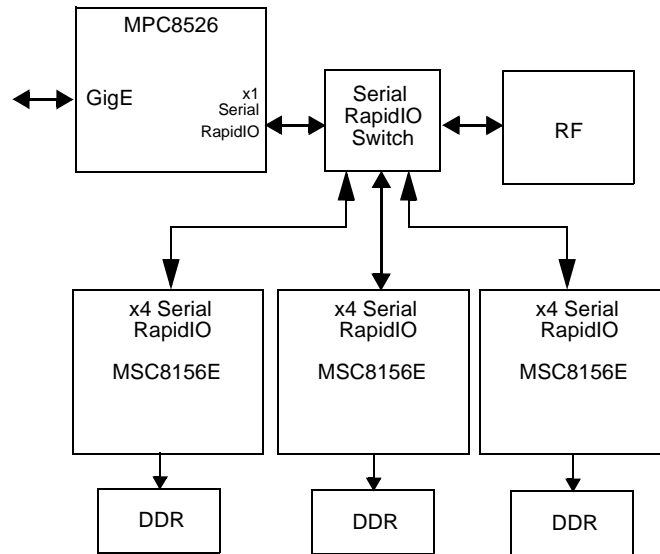 MPC8526
GigE
x1
Serial
RapidIO
Serial
RapidIO
Switch
RF
x4 Serial
RapidIO
MSC8156E
x4 Serial
RapidIO
MSC8156E
x4 Serial
RapidIO
MSC8156E
DDR
DDR
DDR